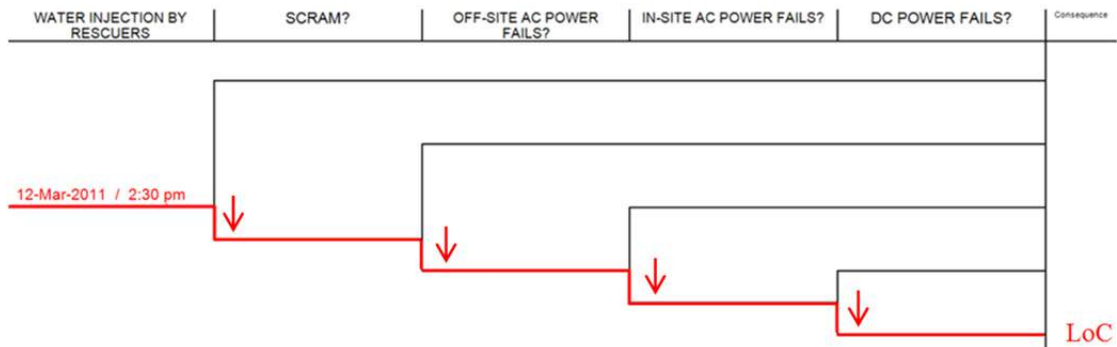 WATER INJECTION BY
RESCUERS
SCRAM?
OFF-SITE AC POWER
FAILS?
IN-SITE AC POWER FAILS?
DC POWER FAILS?
Consequence
12-Mar-2011 / 2:30 pm
LoC